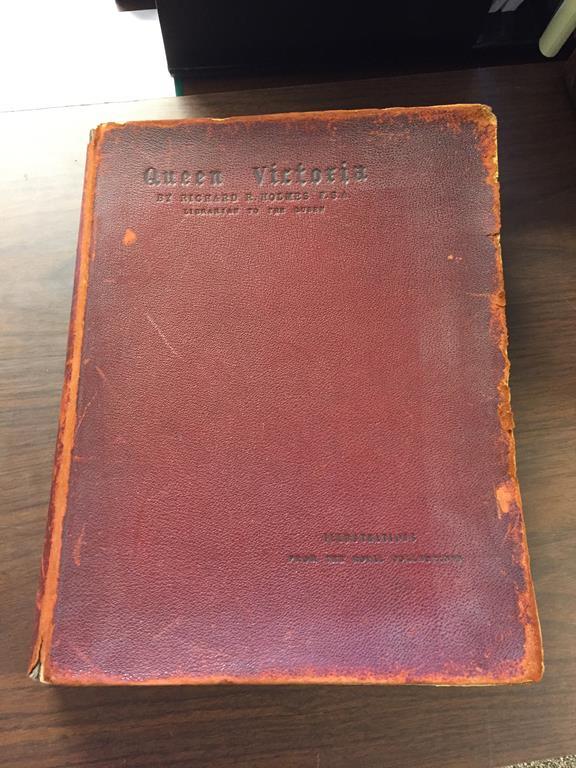 Queen Victoria
BY RICHARD R. HOLMES F.S.A.
LIBRARIAN TO THE QUEEN
ILLUSTRATIONS
FROM THE ROYAL COLLECTIONS